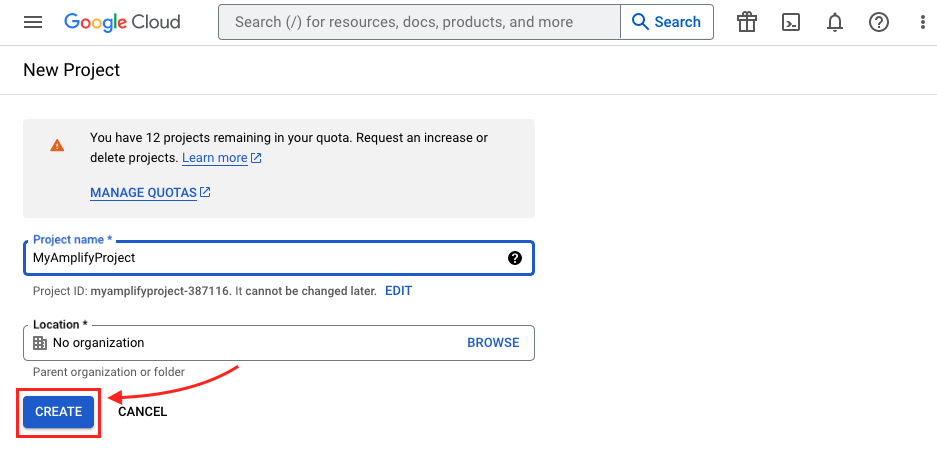 Google Cloud
Search (/) for resources, docs, products, and more
Search
New Project
You have 12 projects remaining in your quota. Request an increase or
delete projects. Learn more
MANAGE QUOTAS
Project name *
MyAmplifyProject
Project ID: myamplifyproject-387116. It cannot be changed later. EDIT
Location *
No organization BROWSE
Parent organization or folder
CREATE CANCEL